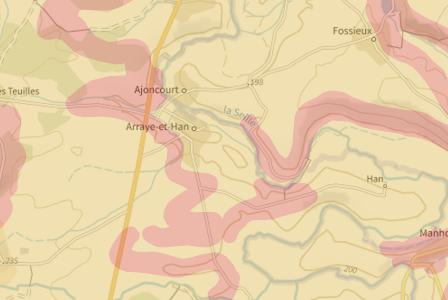 Fossieux
198
es Teuilles
Ajoncourt
la Seille
Arraye-et-Han
Han
Manho
235
200